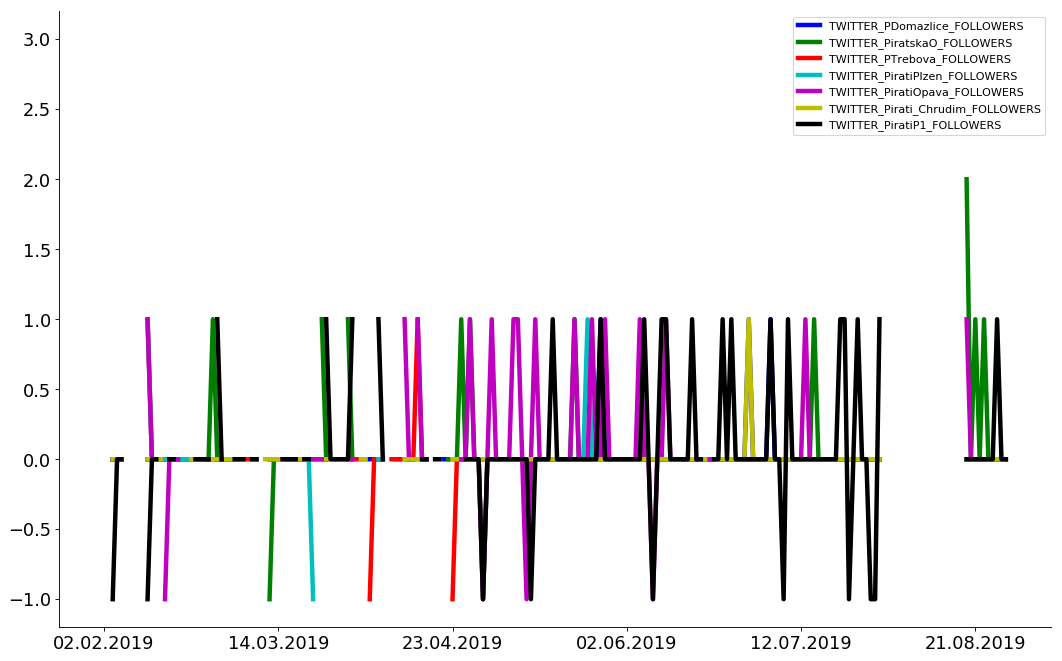 TWITTER_PDomazlice_FOLLOWERS
TWITTER_PiratskaO_FOLLOWERS
TWITTER_PTrebova_FOLLOWERS
TWITTER_PiratiPlzen_FOLLOWERS
TWITTER_PiratiOpava_FOLLOWERS
TWITTER_Pirati_Chrudim_FOLLOWERS
TWITTER_PiratiP1_FOLLOWERS
3.0
2.5
2.0
1.5
1.0
0.5
0.0
−0.5
−1.0
02.02.2019 14.03.2019 23.04.2019 02.06.2019 12.07.2019 21.08.2019